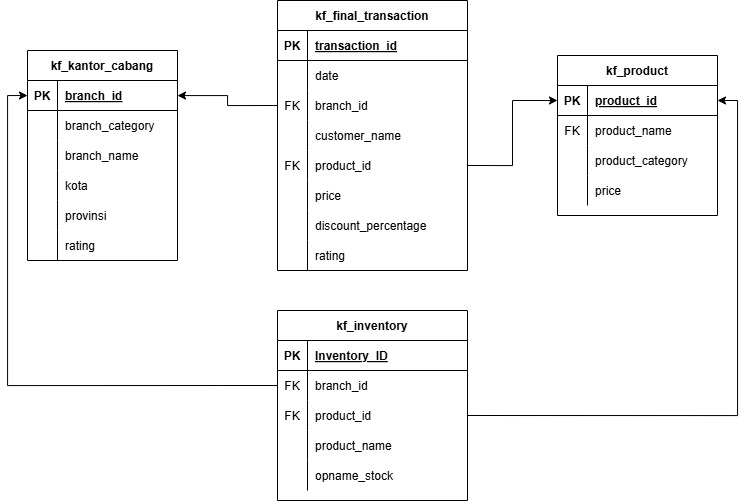 kf_final_transaction
PK transaction_id
date
FK branch_id
customer_name
FK product_id
price
discount_percentage
rating
kf_kantor_cabang
PK branch_id
branch_category
branch_name
kota
provinsi
rating
kf_product
PK product_id
FK product_name
product_category
price
kf_inventory
PK Inventory_ID
FK branch_id
FK product_id
product_name
opname_stock